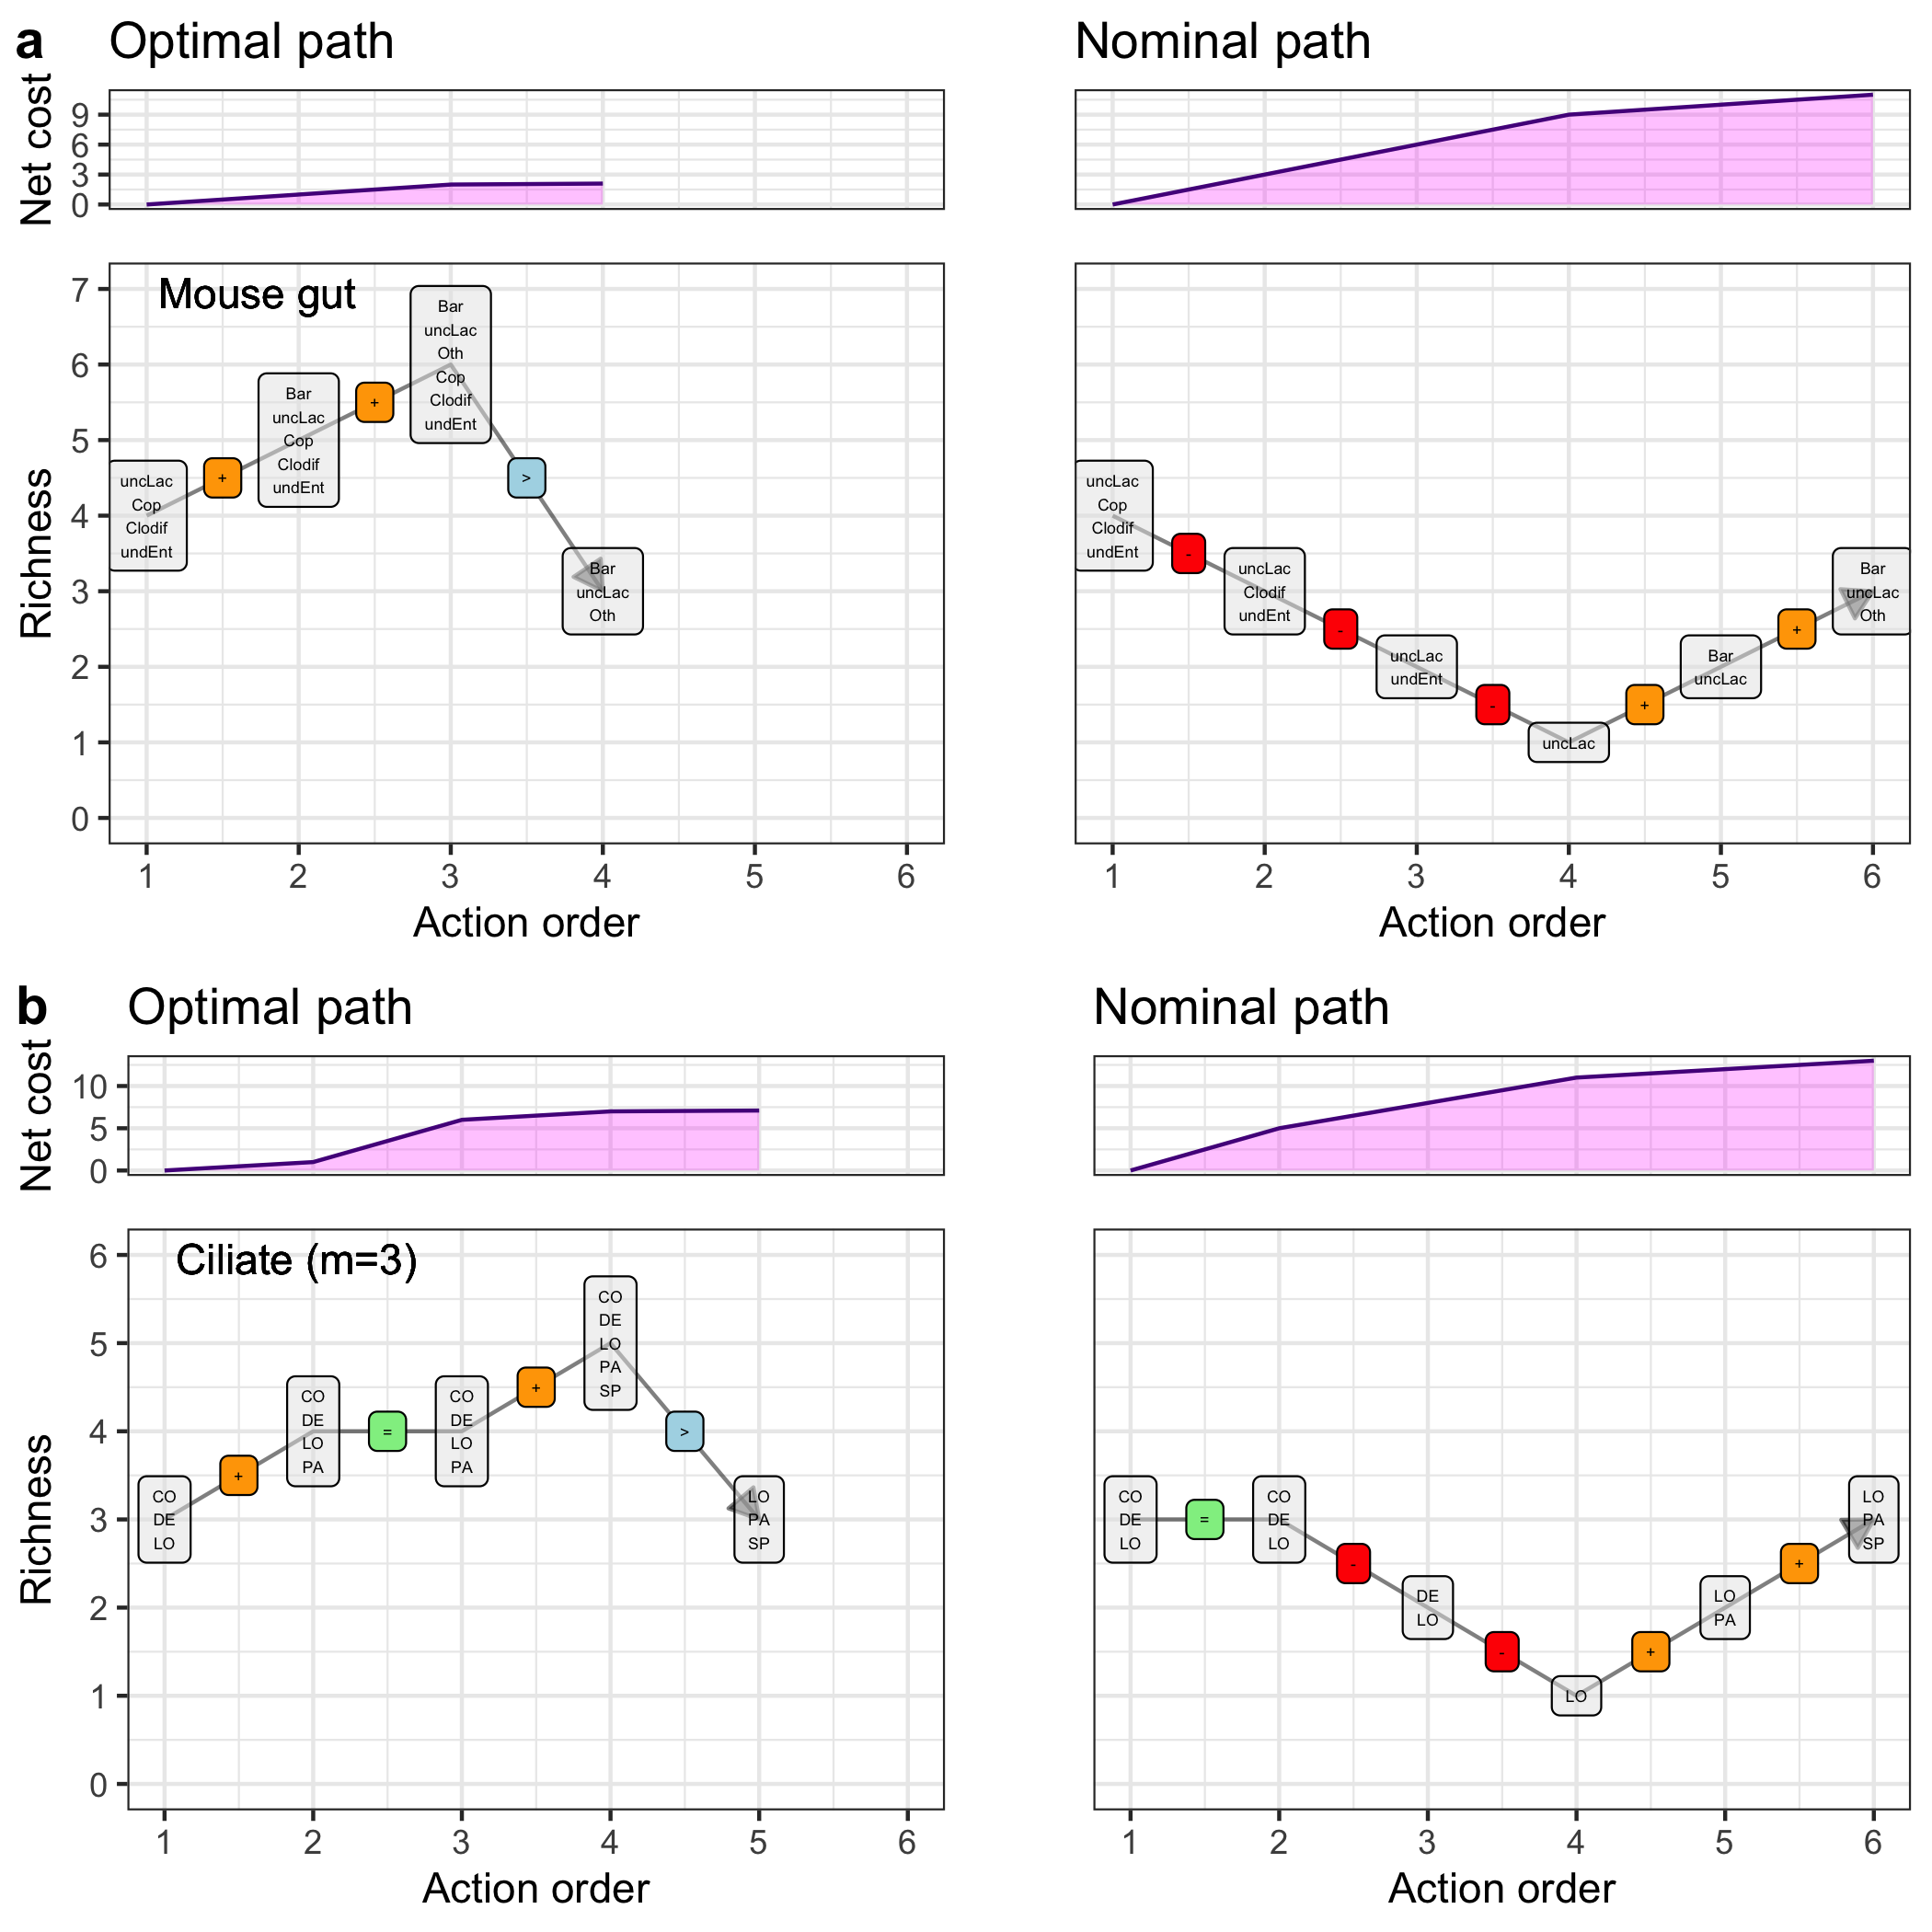 a Optimal path Nominal path
Net cost
9
6
3
0
Mouse gut
Richness
7
6
5
4
3
2
1
0
uncLac
Cop
Clodif
undEnt
+
Bar
uncLac
Cop
Clodif
undEnt
+
Bar
uncLac
Oth
Cop
Clodif
undEnt
>
Bar
uncLac
Oth
1 2 3 4 5 6
Action order
uncLac
Cop
Clodif
undEnt
-
uncLac
Clodif
undEnt
-
uncLac
undEnt
-
uncLac
+
Bar
uncLac
+
Bar
uncLac
Oth
1 2 3 4 5 6
Action order
b Optimal path Nominal path
Net cost
10
5
0
Ciliate (m=3)
Richness
6
5
4
3
2
1
0
CO
DE
LO
+
CO
DE
LO
PA
=
CO
DE
LO
PA
+
CO
DE
LO
PA
SP
>
LO
PA
SP
1 2 3 4 5 6
Action order
CO
DE
LO
=
CO
DE
LO
-
DE
LO
-
LO
+
LO
PA
+
LO
PA
SP
1 2 3 4 5 6
Action order